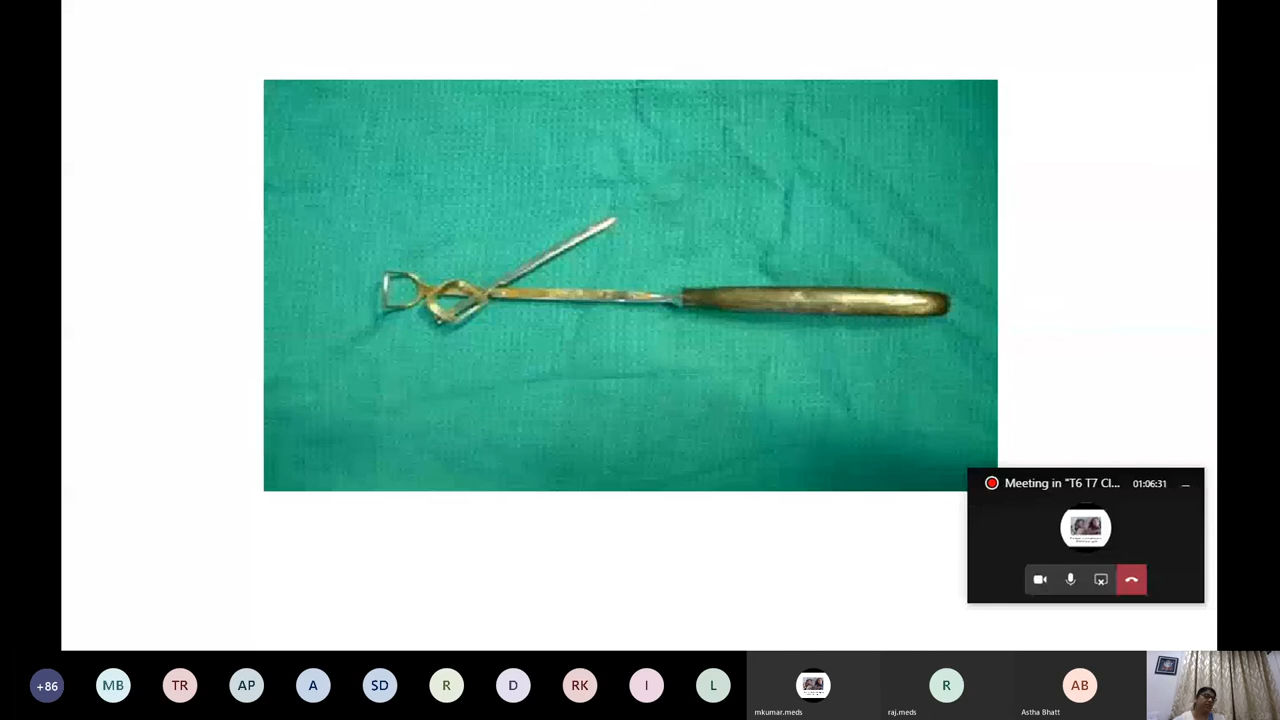 Meeting in "T6 T7 Cl... 01:06:31
+86
MB
TR
AP
A
SD
R
D
RK
I
L
R
AB
mkumar.meds
raj.meds
Astha Bhatt